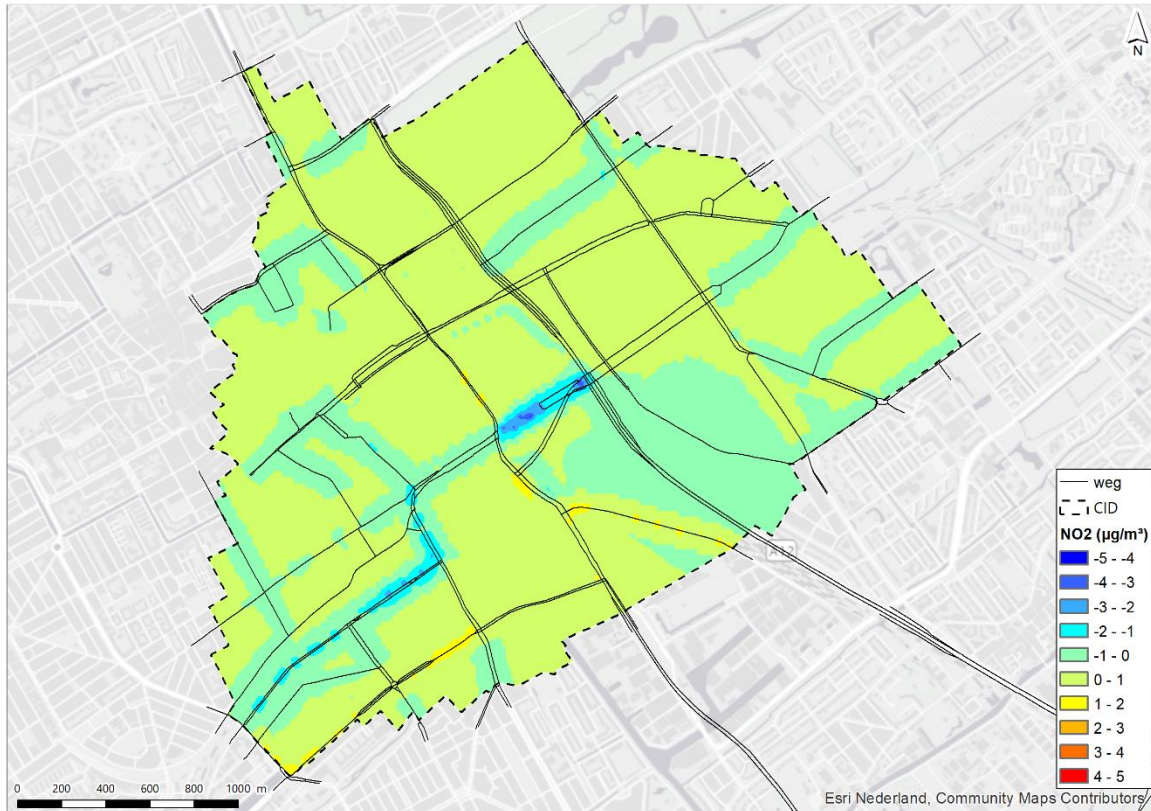 N
A12
weg
CID
NO2 (µg/m³)
-5 - -4
-4 - -3
-3 - -2
-2 - -1
-1 - 0
0 - 1
1 - 2
2 - 3
3 - 4
4 - 5
0 200 400 600 800 1000 m
Esri Nederland, Community Maps Contributors